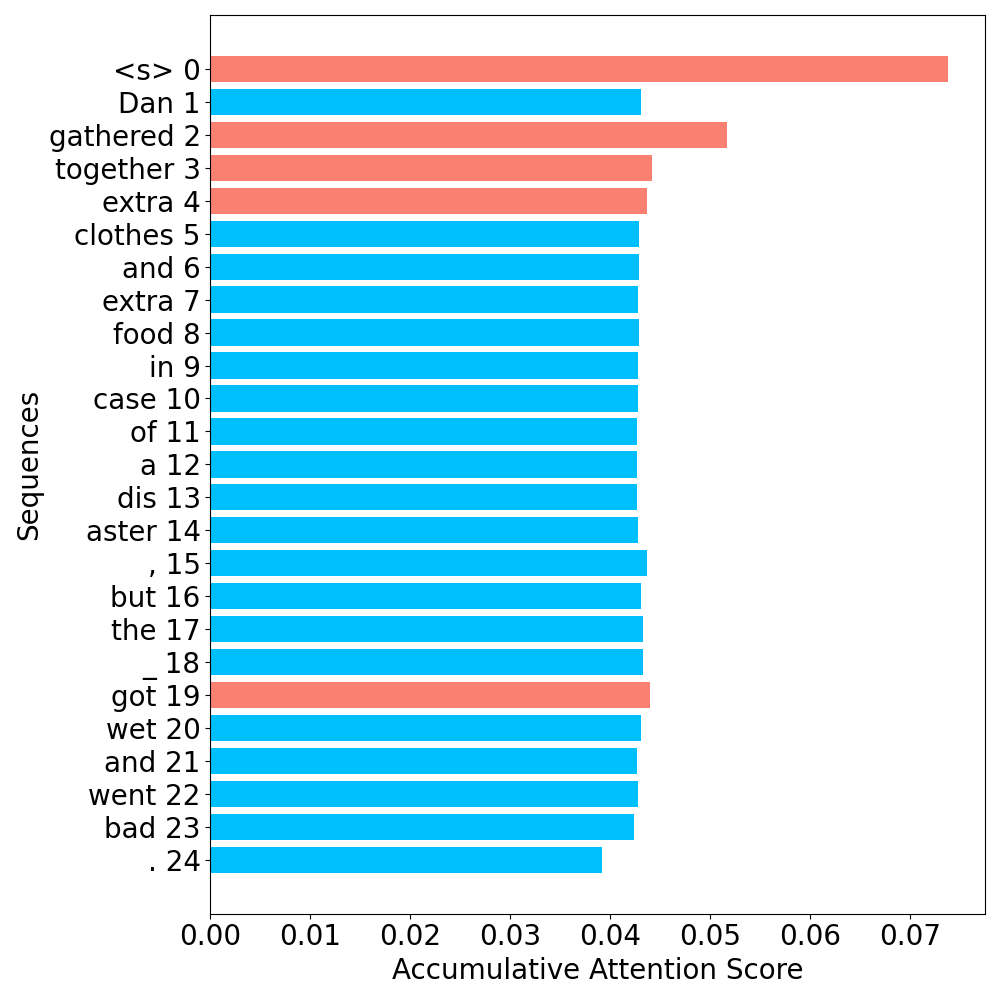 <s> 0
Dan 1
gathered 2
together 3
extra 4
clothes 5
and 6
extra 7
food 8
in 9
case 10
of 11
a 12
dis 13
aster 14
, 15
but 16
the 17
_ 18
got 19
wet 20
and 21
went 22
bad 23
. 24
Sequences
0.00 0.01 0.02 0.03 0.04 0.05 0.06 0.07
Accumulative Attention Score